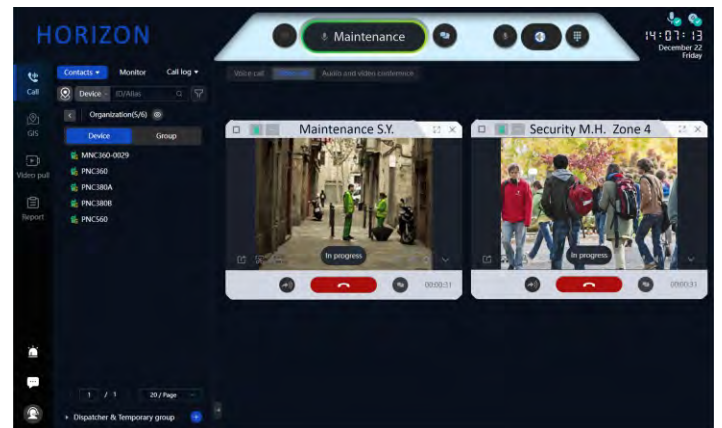 HORIZON
Maintenance
14:07:13
December 22
Friday
Call
GIS
Video pull
Report
Contacts
Monitor
Call log
Device
ID/Alias
Organization(5/6)
Device
Group
MNC360-0029
PNC360
PNC380A
PNC380B
PNC560
1 / 1
20 / Page
Dispatcher & Temporary group
Voice call
Video call
Audio and video conference
Maintenance S.Y.
In progress
00:00:31
Security M.H. Zone 4
In progress
00:00:31